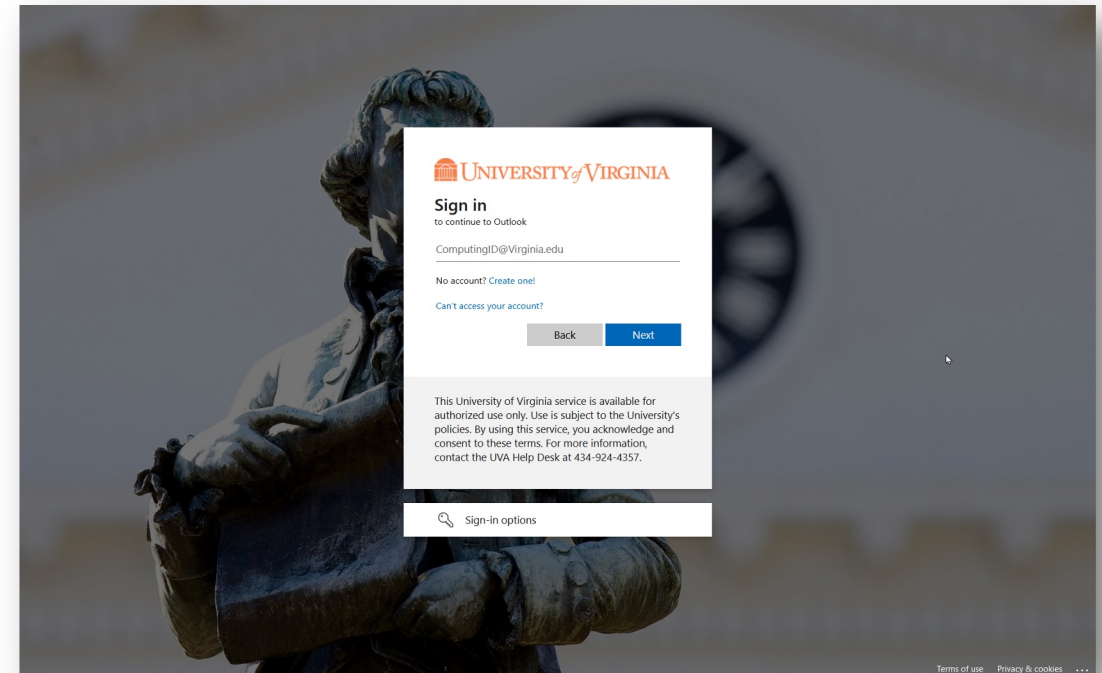 UNIVERSITY of VIRGINIA
Sign in
to continue to Outlook
ComputingID@Virginia.edu
No account? Create one!
Can't access your account?
Back Next
This University of Virginia service is available for
authorized use only. Use is subject to the University's
policies. By using this service, you acknowledge and
consent to these terms. For more information,
contact the UVA Help Desk at 434-924-4357.
Sign-in options
Terms of use Privacy & cookies ...